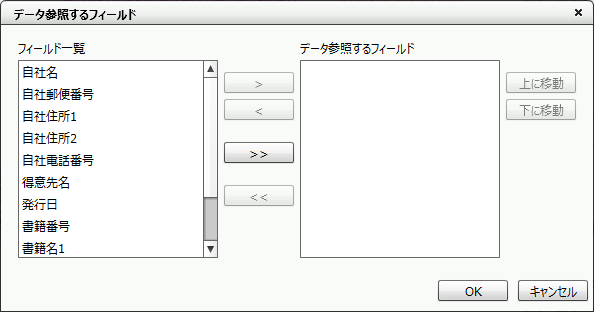 データ参照するフィールド
フィールド一覧
データ参照するフィールド
自社名
自社郵便番号
自社住所1
自社住所2
自社電話番号
得意先名
発行日
書籍番号
書籍名1
>
<
>>
<<
上に移動
下に移動
OK
キャンセル